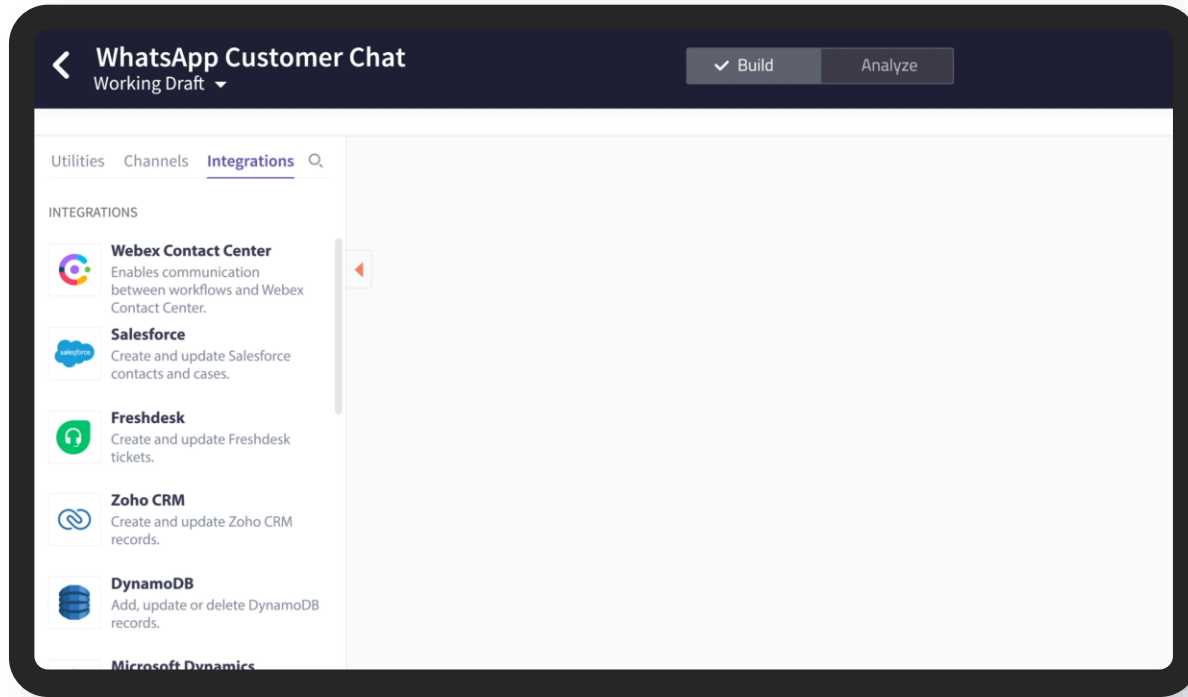 WhatsApp Customer Chat
Working Draft
Build
Analyze
Utilities Channels Integrations
INTEGRATIONS
Webex Contact Center
Enables communication
between workflows and Webex
Contact Center.
salesforce
Salesforce
Create and update Salesforce
contacts and cases.
Freshdesk
Create and update Freshdesk
tickets.
Zoho CRM
Create and update Zoho CRM
records.
DynamoDB
Add, update or delete DynamoDB
records.
Microsoft Dynamics